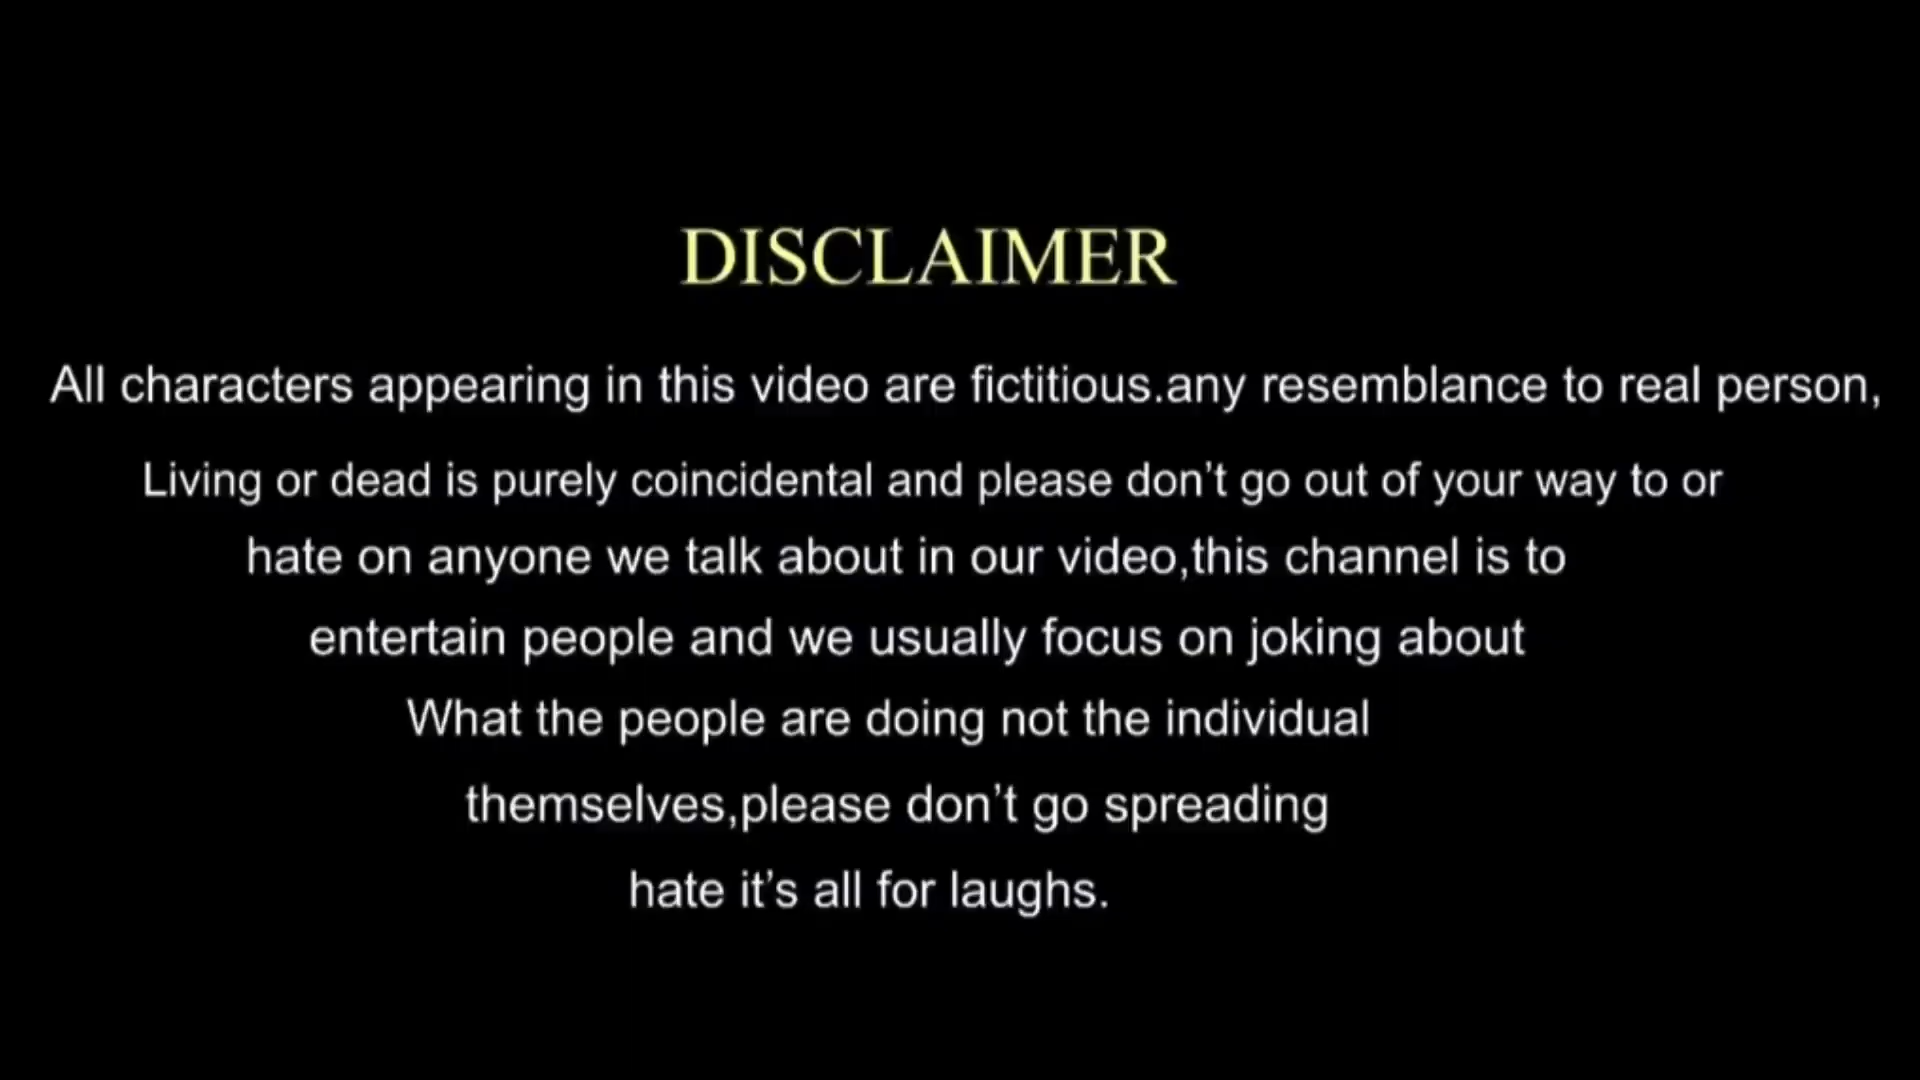 DISCLAIMER
All characters appearing in this video are fictitious.any resemblance to real person,
Living or dead is purely coincidental and please don’t go out of your way to or
hate on anyone we talk about in our video,this channel is to
entertain people and we usually focus on joking about
What the people are doing not the individual
themselves,please don’t go spreading
hate it’s all for laughs.